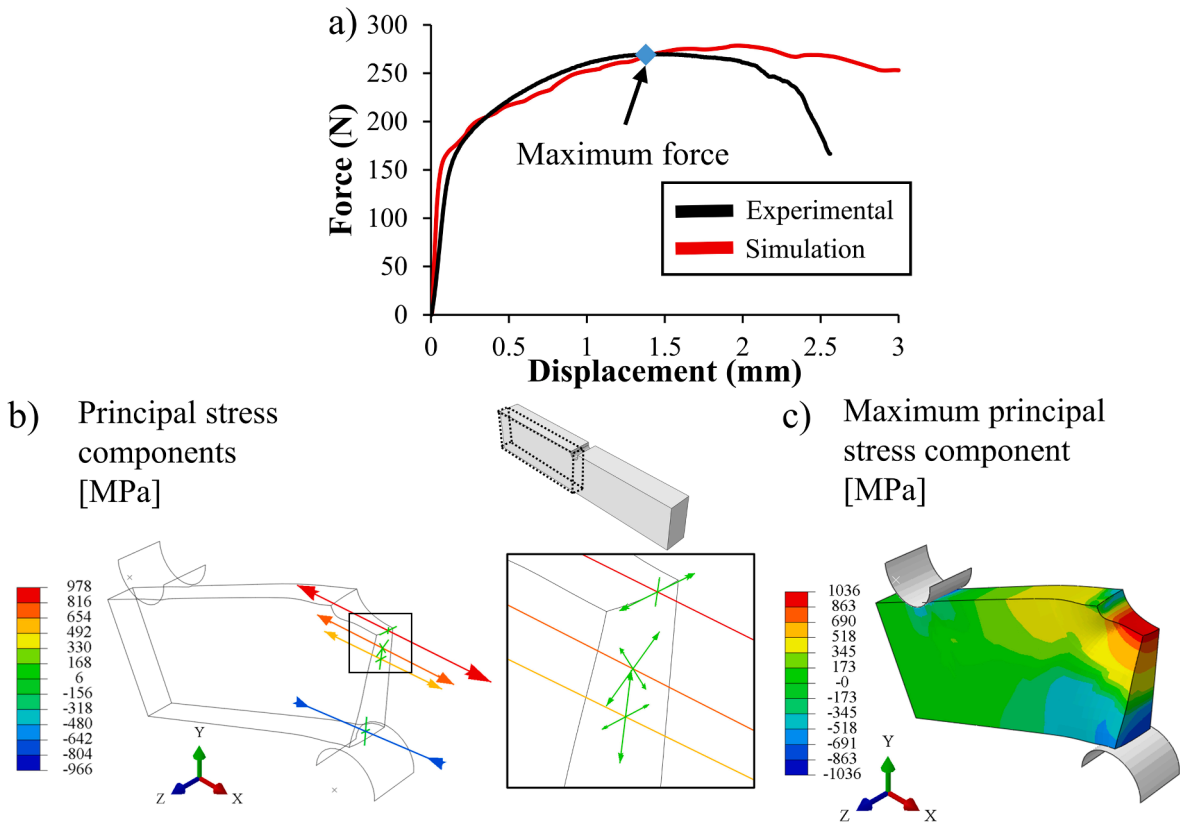 a)
300
250
200
150
100
50
0
Force (N)
Maximum force
Experimental
Simulation
0 0.5 1 1.5 2 2.5 3
Displacement (mm)
b) Principal stress
components
[MPa]
978
816
654
492
330
168
6
-156
-318
-480
-642
-804
-966
Y
Z X
c) Maximum principal
stress component
[MPa]
1036
863
690
518
345
173
-0
-173
-345
-518
-691
-863
-1036
Y
Z X